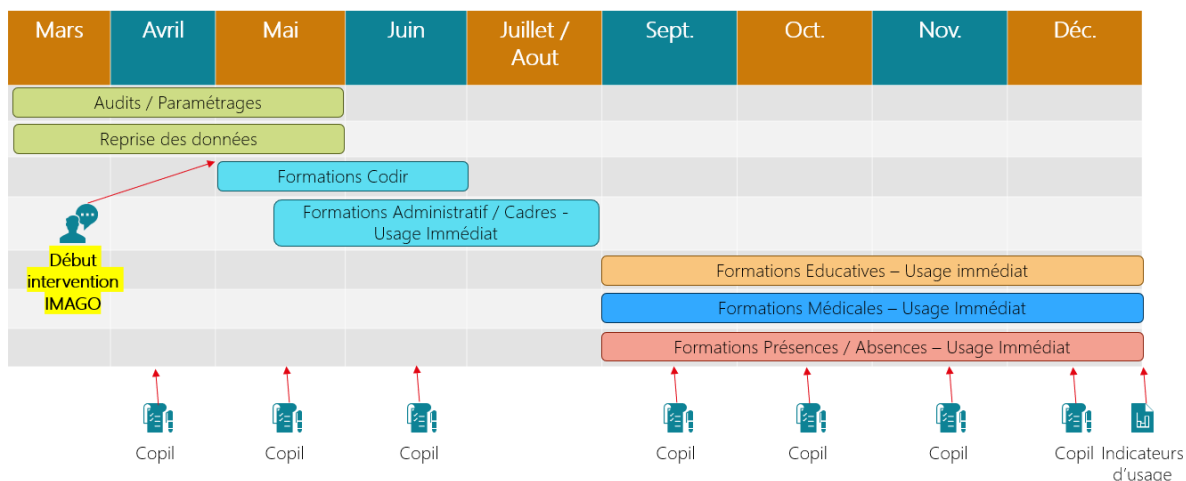 Mars Avril Mai Juin Juillet / Sept. Oct. Nov. Déc.
Aout
Audits / Paramétrages
Reprise des données
Formations Codir
Formations Administratif / Cadres -
Usage Immédiat
Début
intervention
IMAGO
Formations Educatives – Usage immédiat
Formations Médicales – Usage Immédiat
Formations Présences / Absences – Usage Immédiat
Copil Copil Copil Copil Copil Copil Copil Indicateurs
d'usage